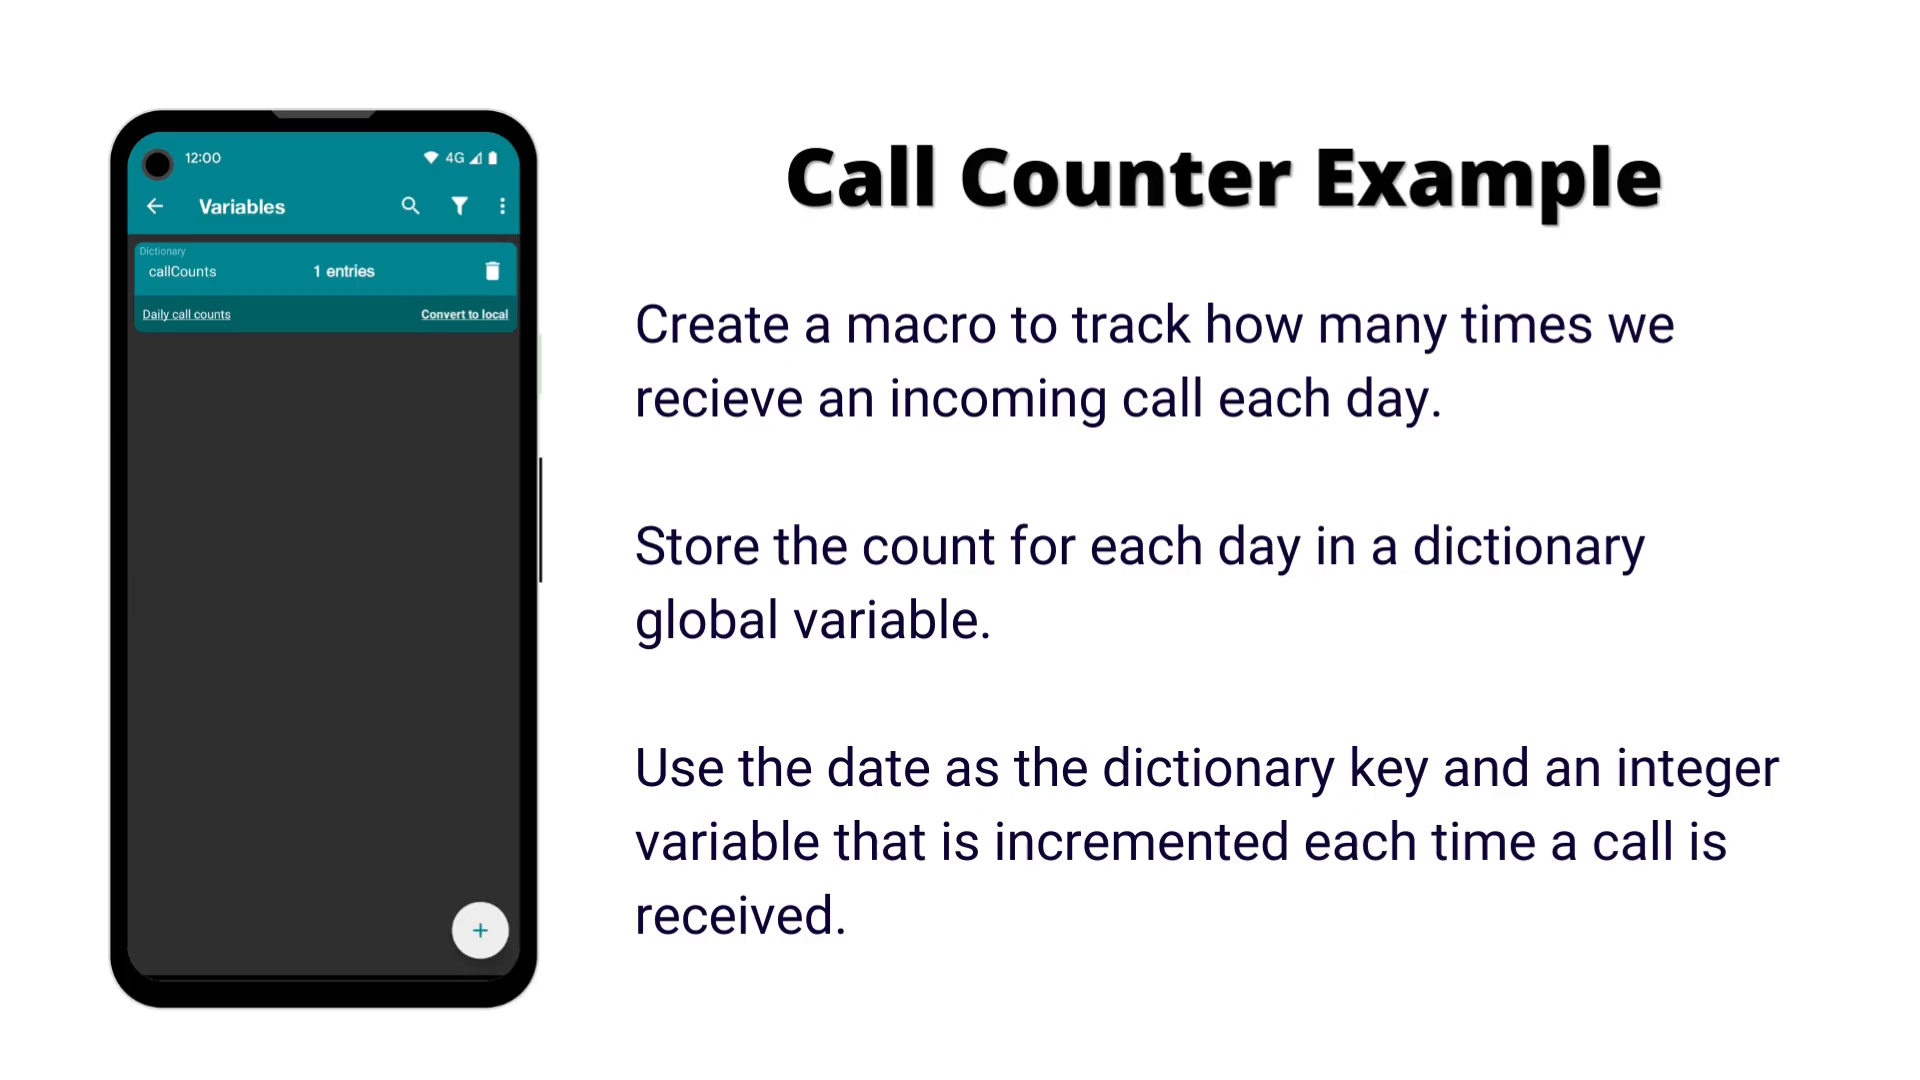 12:00
4G
Variables
Dictionary
callCounts 1 entries
Daily call counts Convert to local
+
Call Counter Example
Create a macro to track how many times we
recieve an incoming call each day.
Store the count for each day in a dictionary
global variable.
Use the date as the dictionary key and an integer
variable that is incremented each time a call is
received.